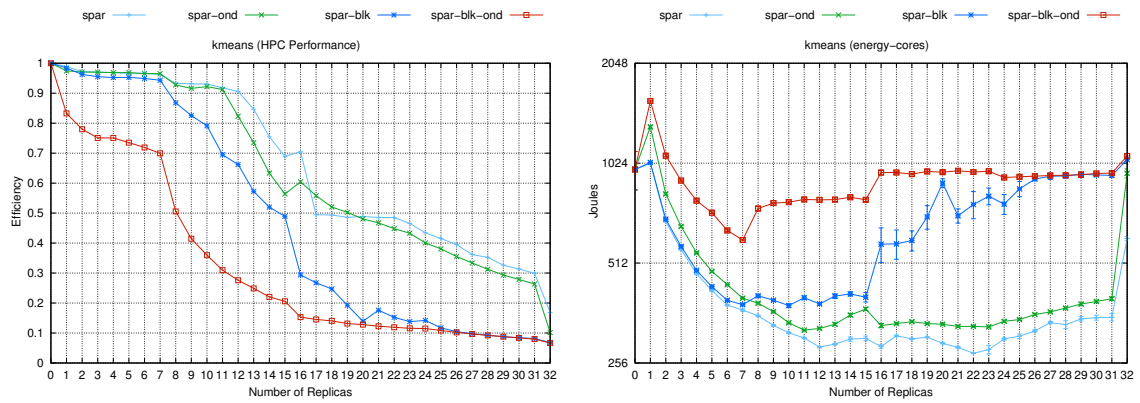 spar spar-ond spar-blk spar-blk-ond
kmeans (HPC Performance)
1
0.9
0.8
0.7
0.6
0.5
0.4
0.3
0.2
0.1
0
Efficiency
0 1 2 3 4 5 6 7 8 9 10 11 12 13 14 15 16 17 18 19 20 21 22 23 24 25 26 27 28 29 30 31 32
Number of Replicas
spar spar-ond spar-blk spar-blk-ond
kmeans (energy-cores)
2048
1024
512
256
Joules
0 1 2 3 4 5 6 7 8 9 10 11 12 13 14 15 16 17 18 19 20 21 22 23 24 25 26 27 28 29 30 31 32
Number of Replicas